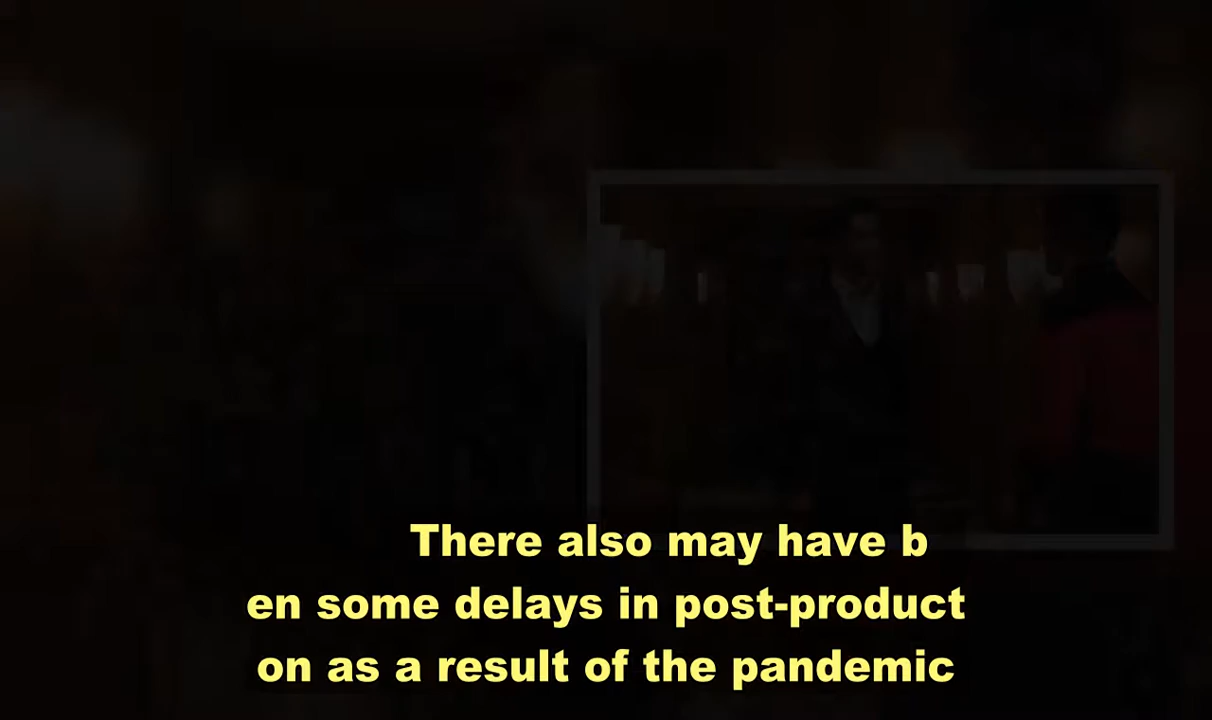 There also may have b
en some delays in post-product
on as a result of the pandemic